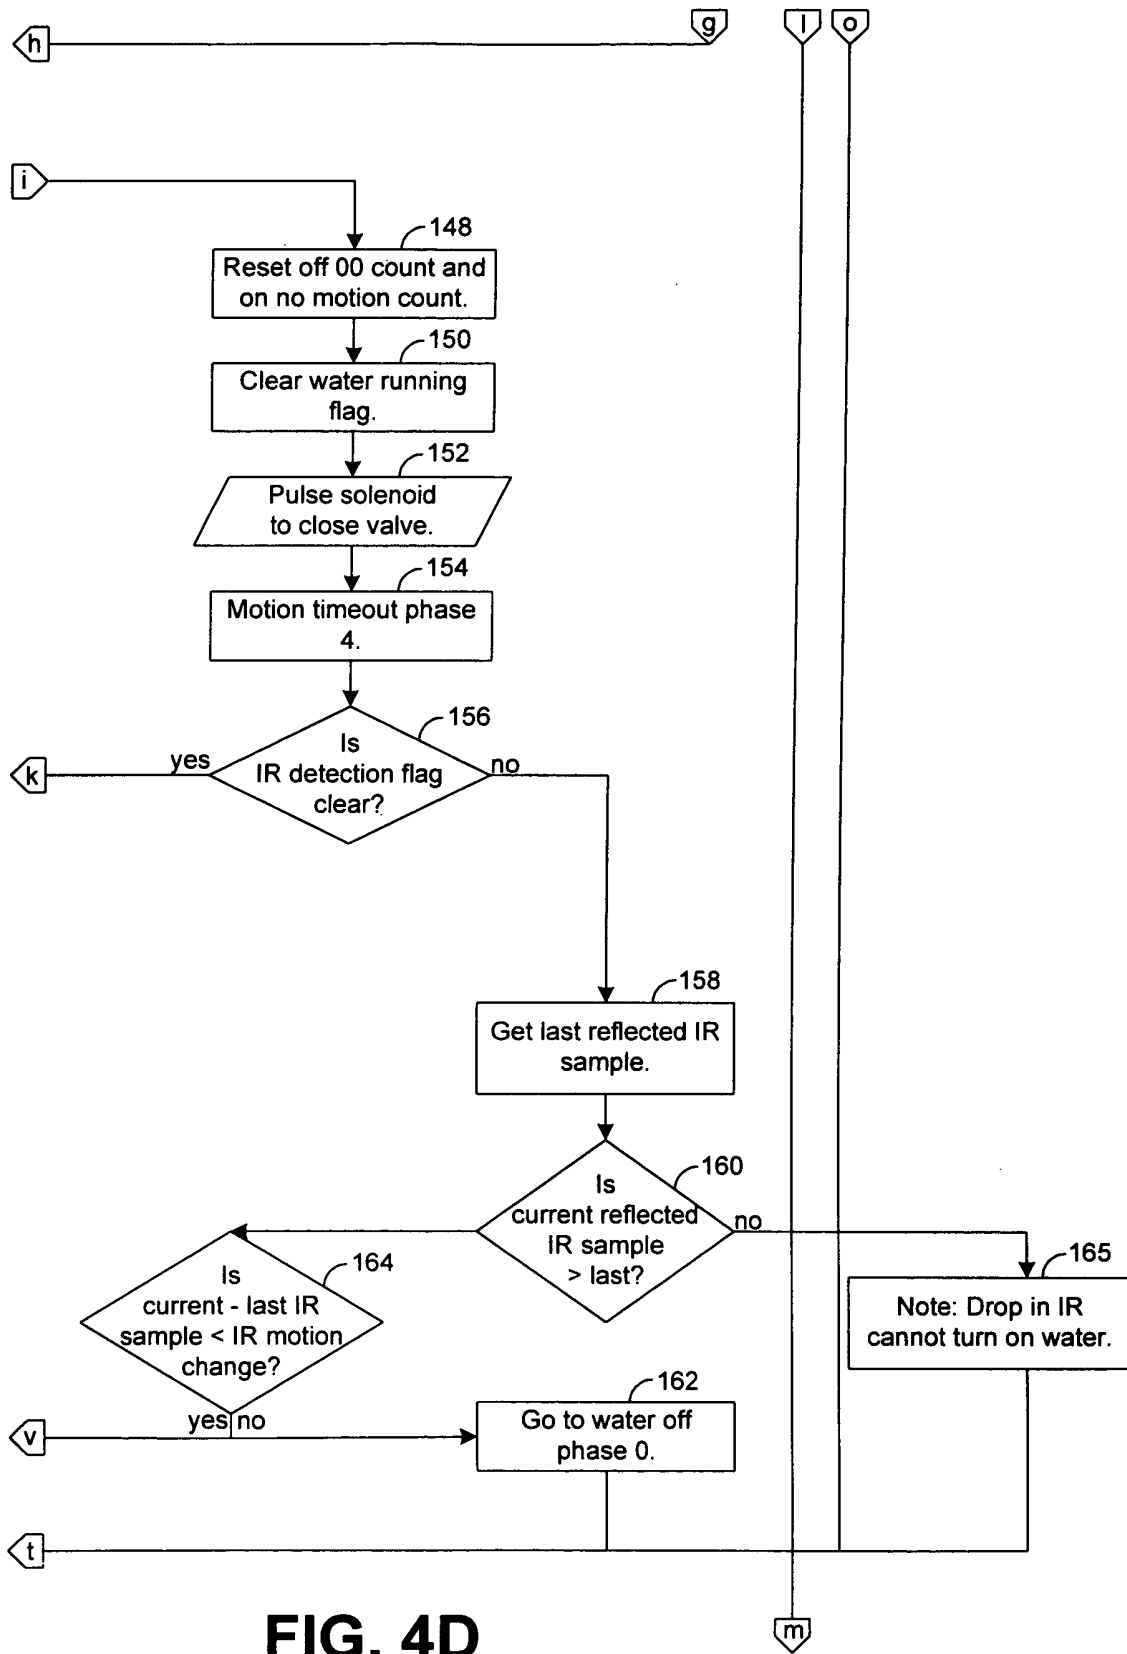 g
l
o
h
i
148
Reset off 00 count and
on no motion count.
150
Clear water running
flag.
152
Pulse solenoid
to close valve.
154
Motion timeout phase
4.
156
Is
IR detection flag
clear?
yes
no
k
158
Get last reflected IR
sample.
160
Is
current reflected
IR sample
> last?
no
164
Is
current - last IR
sample < IR motion
change?
yes
no
165
Note: Drop in IR
cannot turn on water.
162
Go to water off
phase 0.
v
t
m
FIG. 4D